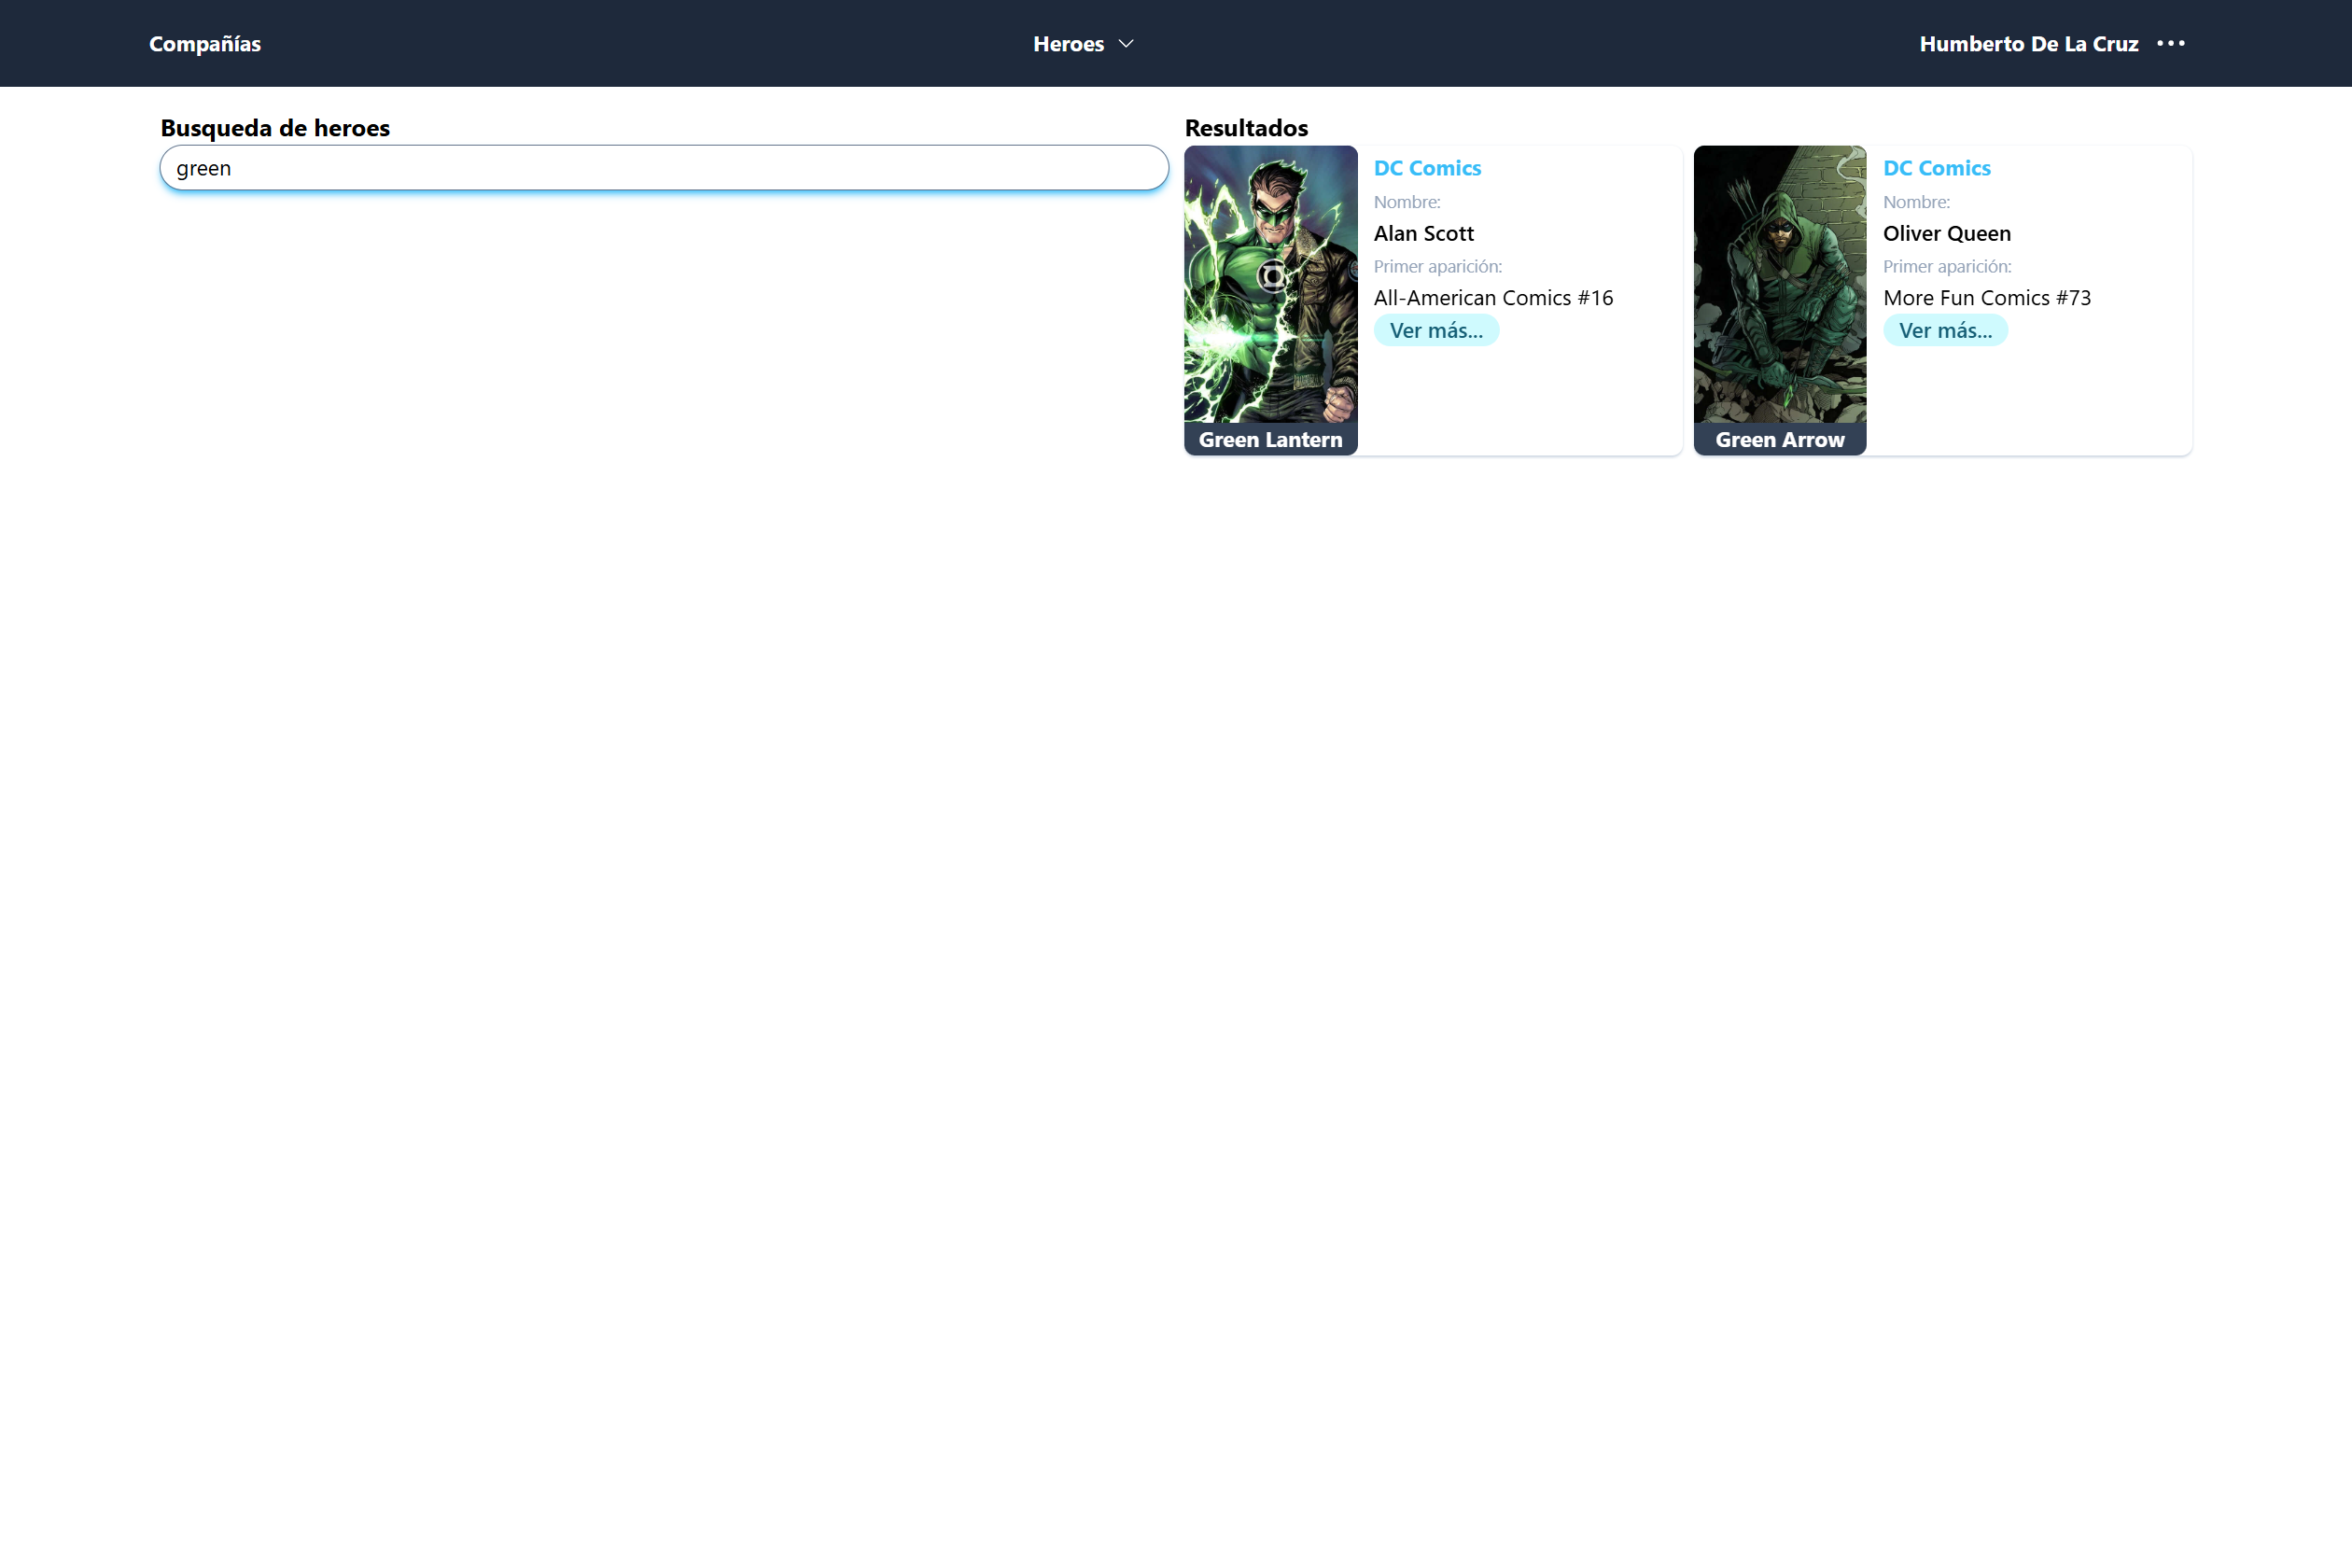 Compañías
Heroes
Humberto De La Cruz
Busqueda de heroes
green
Resultados
DC Comics
Nombre:
Alan Scott
Primer aparición:
All-American Comics #16
Ver más...
Green Lantern
DC Comics
Nombre:
Oliver Queen
Primer aparición:
More Fun Comics #73
Ver más...
Green Arrow